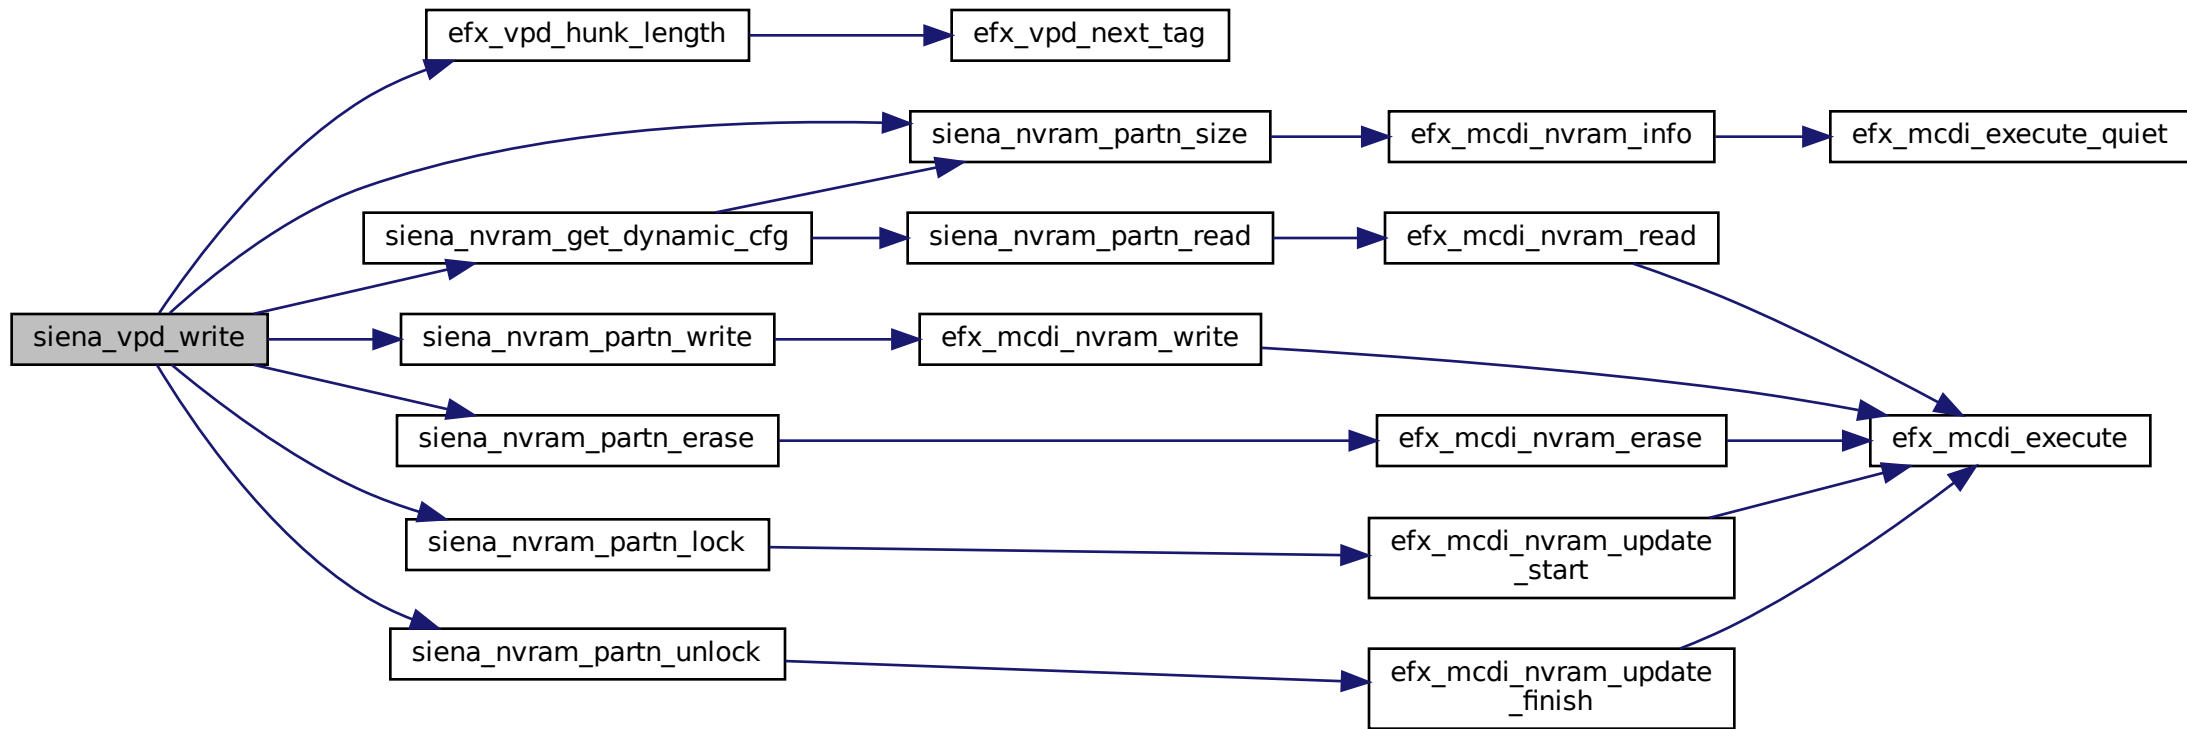 efx_vpd_hunk_length
efx_vpd_next_tag
siena_nvram_partn_size
efx_mcdi_nvram_info
efx_mcdi_execute_quiet
siena_nvram_get_dynamic_cfg
siena_nvram_partn_read
efx_mcdi_nvram_read
siena_vpd_write
siena_nvram_partn_write
efx_mcdi_nvram_write
siena_nvram_partn_erase
efx_mcdi_nvram_erase
efx_mcdi_execute
siena_nvram_partn_lock
efx_mcdi_nvram_update
_start
siena_nvram_partn_unlock
efx_mcdi_nvram_update
_finish